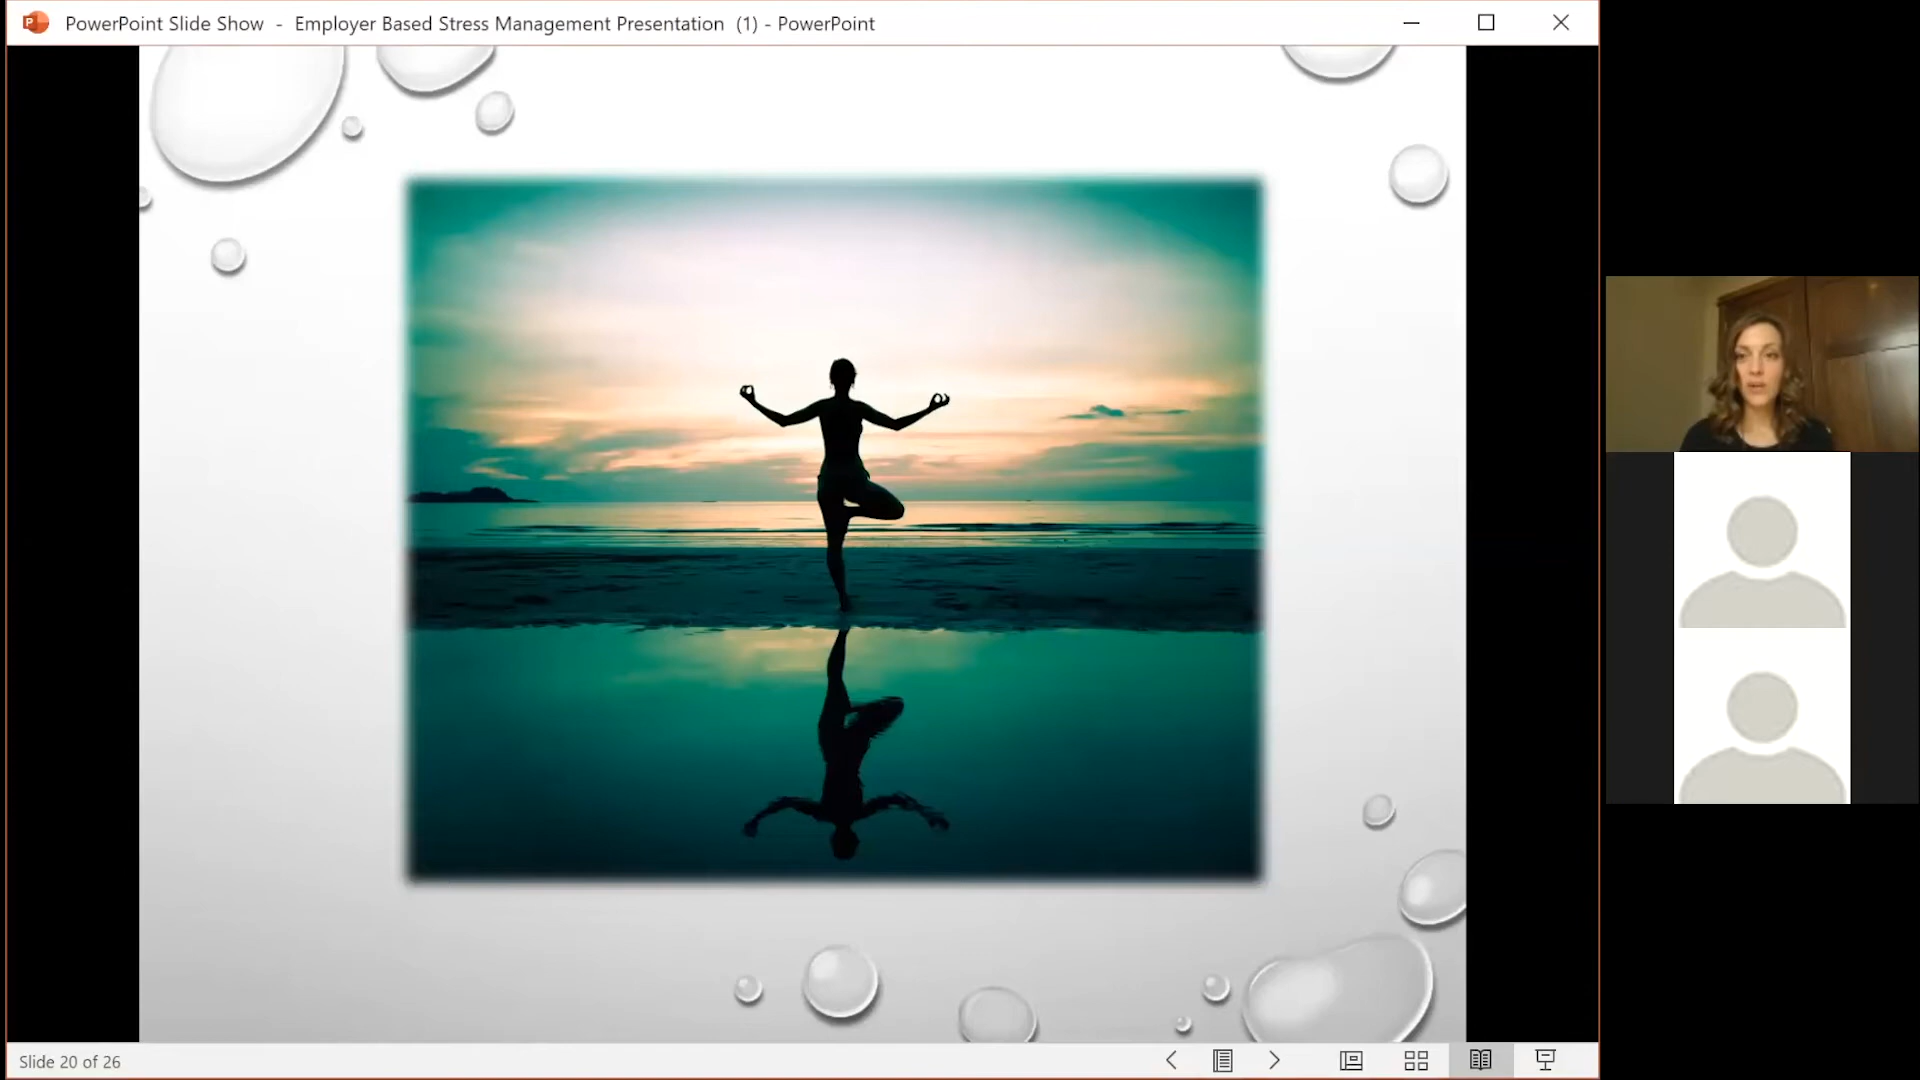 PowerPoint Slide Show - Employer Based Stress Management Presentation (1) - PowerPoint
Slide 20 of 26